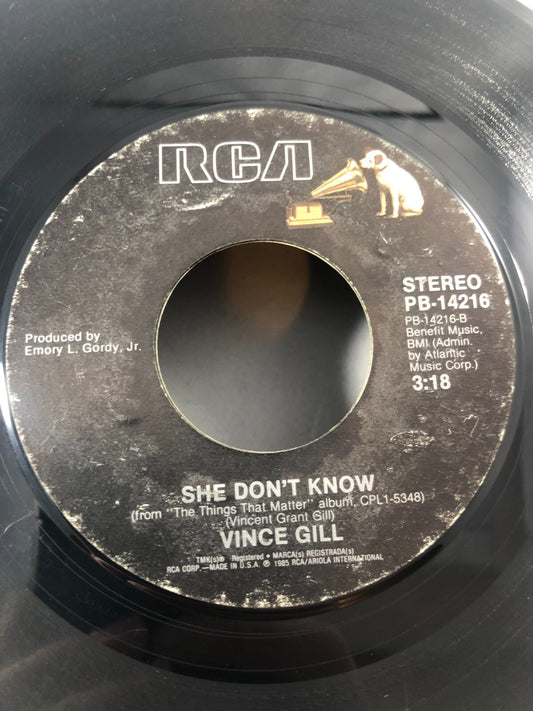 RCA
STEREO
PB-14216
PB-14216-B
Benefit Music,
BMI (Admin.
by Atlantic
Music Corp.)
3:18
Produced by
Emory L. Gordy, Jr.
SHE DON'T KNOW
(from "The Things That Matter" album, CPL1-5348)
(Vincent Grant Gill)
VINCE GILL
TMK(s)® Registered • MARCA(s) REGISTRADA(s)
RCA CORP.—MADE IN U.S.A. ℗ 1985 RCA/ARIOLA INTERNATIONAL